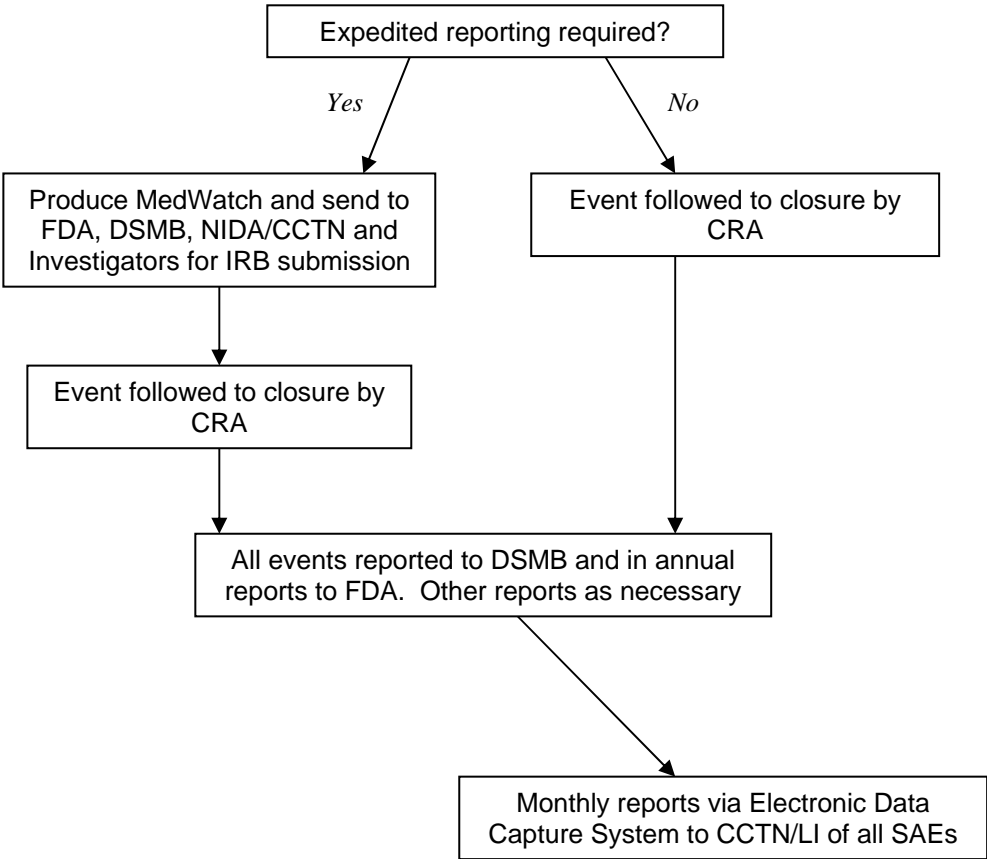 Expedited reporting required?
Yes
No
Produce MedWatch and send to
FDA, DSMB, NIDA/CCTN and
Investigators for IRB submission
Event followed to closure by
CRA
Event followed to closure by
CRA
All events reported to DSMB and in annual
reports to FDA.  Other reports as necessary
Monthly reports via Electronic Data
Capture System to CCTN/LI of all SAEs